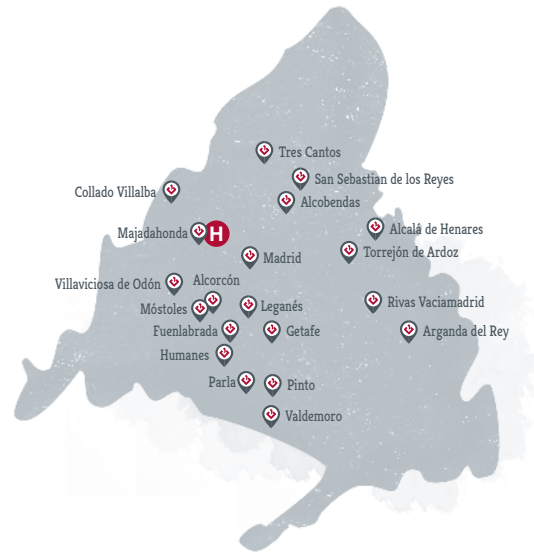 Tres Cantos
San Sebastian de los Reyes
Collado Villalba
Alcobendas
Majadahonda
H
Alcalá de Henares
Torrejón de Ardoz
Madrid
Villaviciosa de Odón
Alcorcón
Móstoles
Leganés
Rivas Vaciamadrid
Fuenlabrada
Getafe
Arganda del Rey
Humanes
Parla
Pinto
Valdemoro